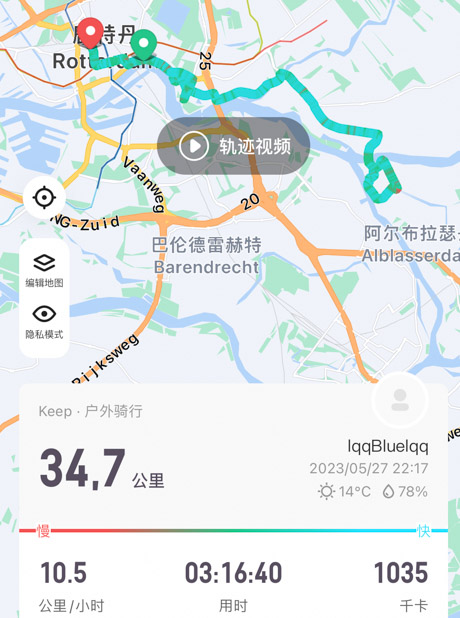 鹿特丹
Rotterdam
25
轨迹视频
Vaanweg
NG-Zuid
20
巴伦德雷赫特
Barendrecht
阿尔布拉瑟
Alblasserda
编辑地图
隐私模式
Rijksweg
Keep · 户外骑行
34,7 公里
lqqBluelqq
2023/05/27 22:17
14°C 78%
慢 快
10.5 03:16:40 1035
公里/小时 用时 千卡